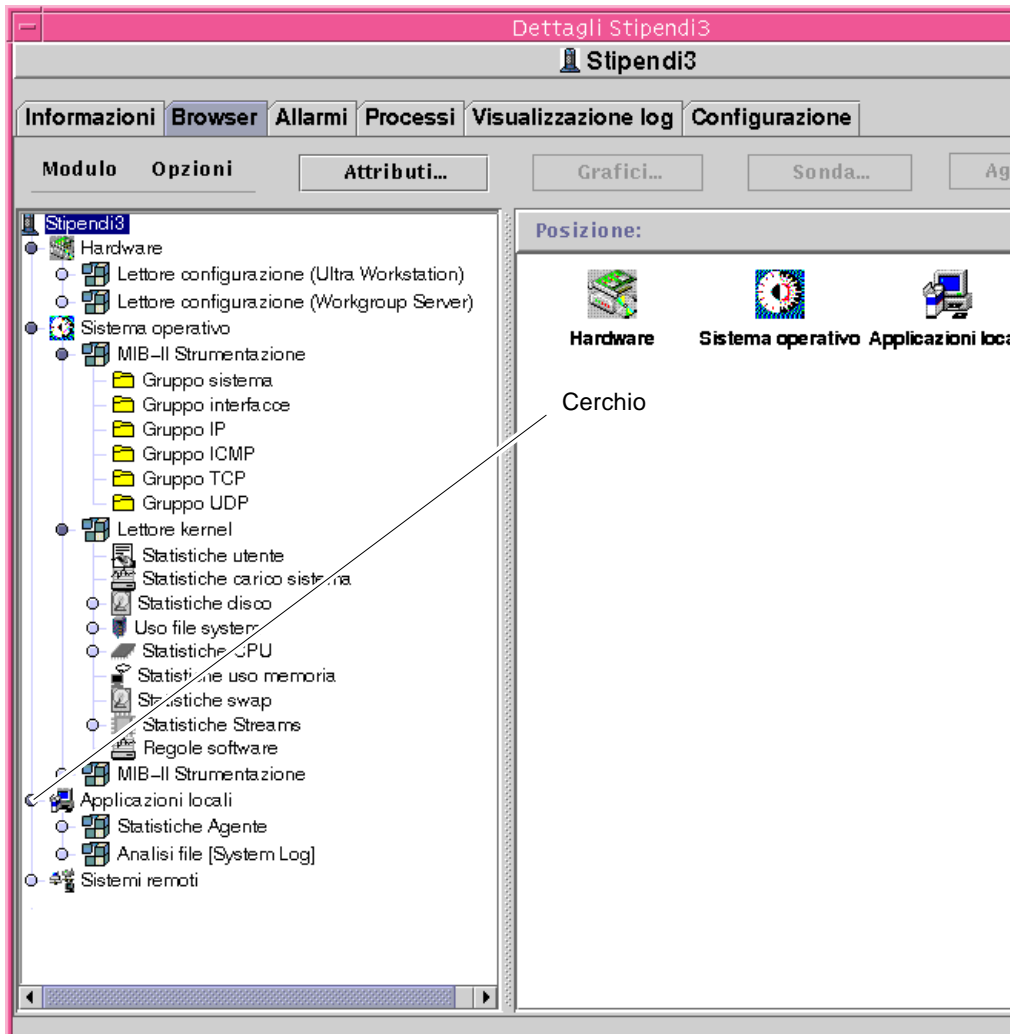 Dettagli Stipendi3
Stipendi3
Informazioni Browser Allarmi Processi Visualizzazione log Configurazione
Modulo Opzioni Attributi... Grafici... Sonda... Ag
Stipendi3
Hardware
Lettore configurazione (Ultra Workstation)
Lettore configurazione (Workgroup Server)
Sistema operativo
MIB-II Strumentazione
Gruppo sistema
Gruppo interfacce
Gruppo IP
Gruppo ICMP
Gruppo TCP
Gruppo UDP
Lettore kernel
Statistiche utente
Statistiche carico sistema
Statistiche disco
Uso file system
Statistiche CPU
Statistiche uso memoria
Statistiche swap
Statistiche Streams
Regole software
MIB-II Strumentazione
Applicazioni locali
Statistiche Agente
Analisi file [System Log]
Sistemi remoti
Posizione:
Hardware Sistema operativo Applicazioni loca
Cerchio